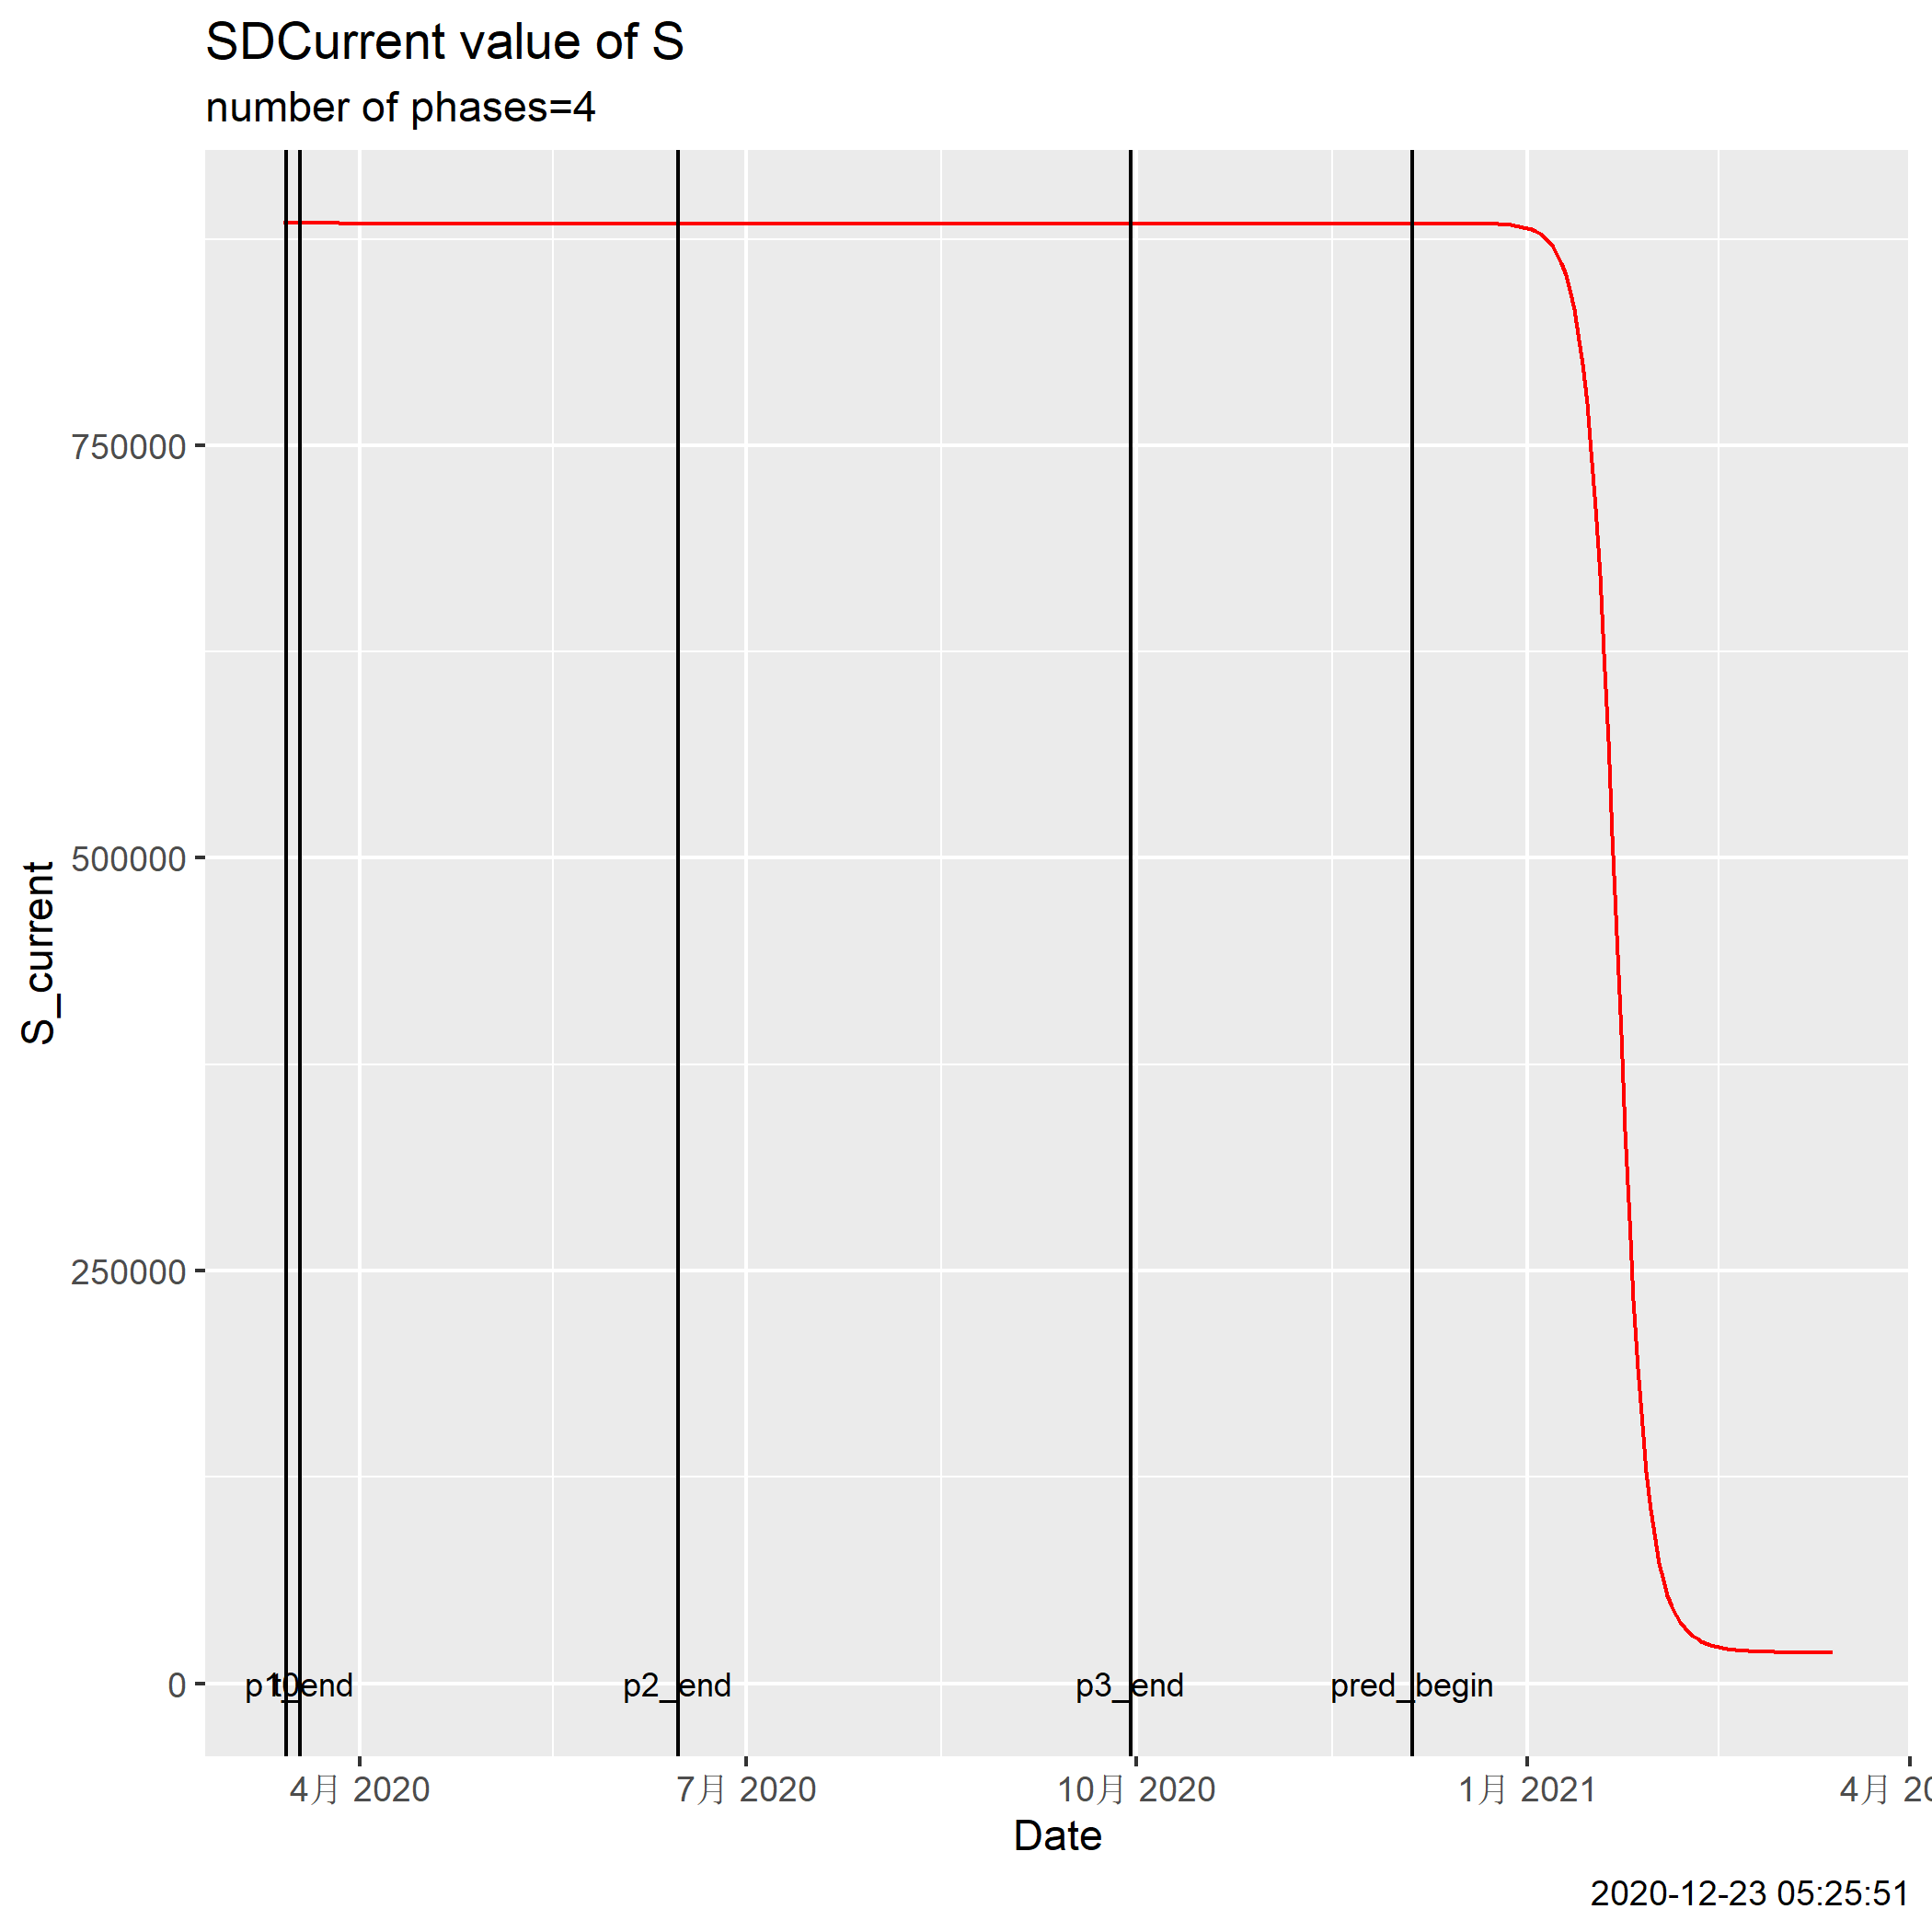 SDCurrent value of S
number of phases=4
750000
500000
250000
0
S_current
p1_end
t0
p2_end
p3_end
pred_begin
4月 2020
7月 2020
10月 2020
1月 2021
4月 20
Date
2020-12-23 05:25:51